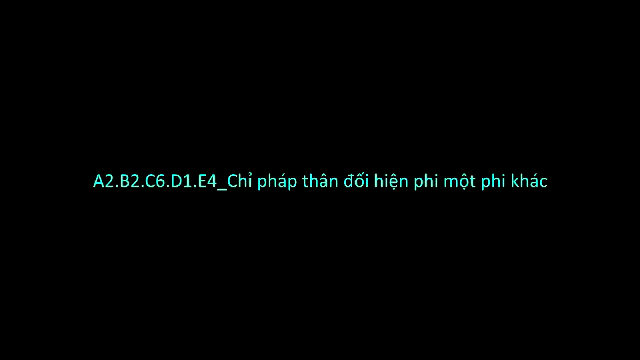 A2.B2.C6.D1.E4_Chỉ pháp thân đối hiện phi một phi khác